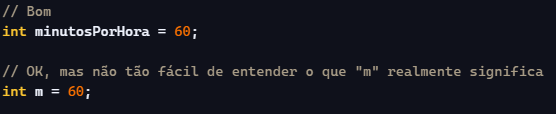 // Bom
int minutosPorHora = 60;
// OK, mas não tão fácil de entender o que "m" realmente significa
int m = 60;